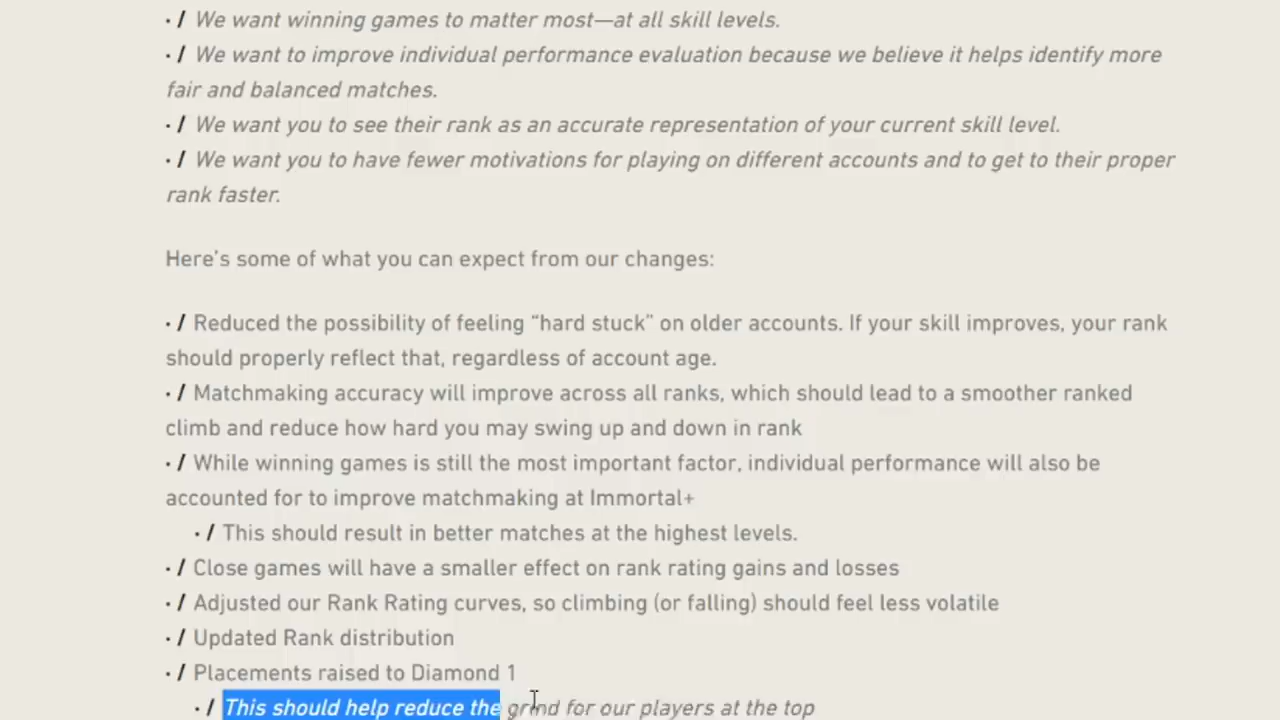 · / We want winning games to matter most—at all skill levels.
· / We want to improve individual performance evaluation because we believe it helps identify more
fair and balanced matches.
· / We want you to see their rank as an accurate representation of your current skill level.
· / We want you to have fewer motivations for playing on different accounts and to get to their proper
rank faster.
Here's some of what you can expect from our changes:
· / Reduced the possibility of feeling “hard stuck” on older accounts. If your skill improves, your rank
should properly reflect that, regardless of account age.
· / Matchmaking accuracy will improve across all ranks, which should lead to a smoother ranked
climb and reduce how hard you may swing up and down in rank
· / While winning games is still the most important factor, individual performance will also be
accounted for to improve matchmaking at Immortal+
· / This should result in better matches at the highest levels.
· / Close games will have a smaller effect on rank rating gains and losses
· / Adjusted our Rank Rating curves, so climbing (or falling) should feel less volatile
· / Updated Rank distribution
· / Placements raised to Diamond 1
· / This should help reduce the grind for our players at the top